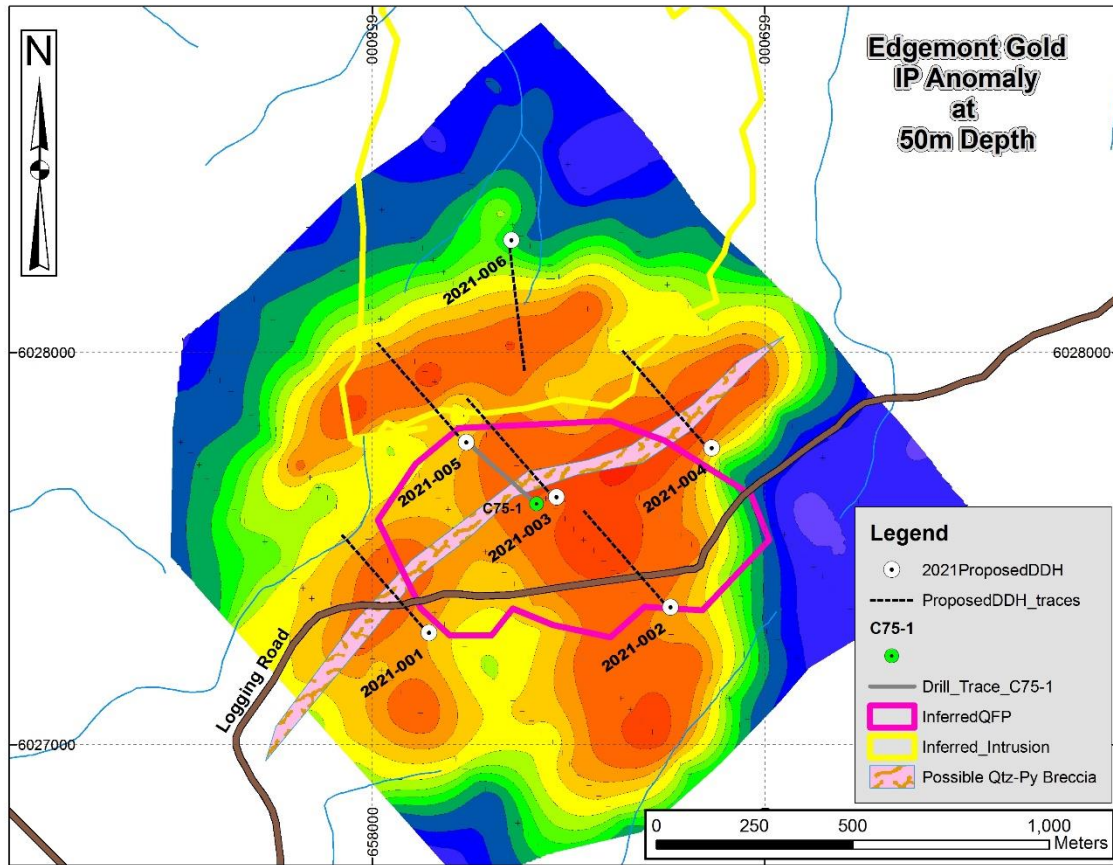 N
658000
659000
Edgemont Gold
IP Anomaly
at
50m Depth
2021-006
6028000
6028000
2021-005
2021-004
C75-1
2021-003
2021-001
2021-002
Logging Road
6027000
658000
Legend
2021ProposedDDH
ProposedDDH_traces
C75-1
Drill_Trace_C75-1
InferredQFP
Inferred_Intrusion
Possible Qtz-Py Breccia
0 250 500 1,000
Meters